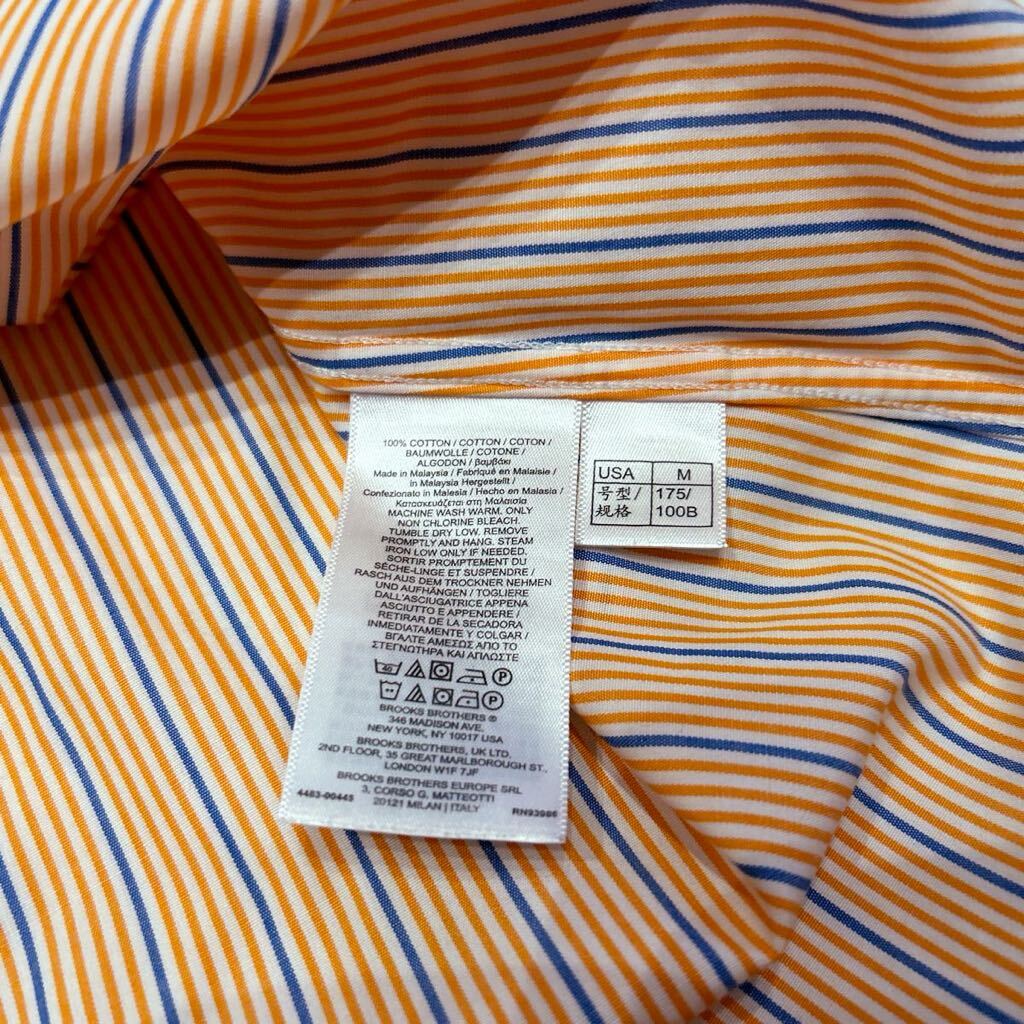 100% COTTON / COTTON / COTON /
BAUMWOLLE / COTONE /
ALGODON / βαμβάκι
Made in Malaysia / Fabriqué en Malaisie /
in Malaysia Hergestellt /
Confezionato in Malesia / Hecho en Malasia /
Κατασκευάζεται στη Μαλαισία
MACHINE WASH WARM. ONLY
NON CHLORINE BLEACH.
TUMBLE DRY LOW. REMOVE
PROMPTLY AND HANG. STEAM
IRON LOW ONLY IF NEEDED.
SORTIR PROMPTEMENT DU
SÈCHE-LINGE ET SUSPENDRE /
RASCH AUS DEM TROCKNER NEHMEN
UND AUFHÄNGEN / TOGLIERE
DALL'ASCIUGATRICE APPENA
ASCIUTTO E APPENDERE /
RETIRAR DE LA SECADORA
INMEDIATAMENTE Y COLGAR /
ΒΓΑΛΤΕ ΑΜΕΣΩΣ ΑΠΟ ΤΟ
ΣΤΕΓΝΩΤΗΡΑ ΚΑΙ ΑΠΛΩΣΤΕ
40 P
P
BROOKS BROTHERS ®
346 MADISON AVE.
NEW YORK, NY 10017 USA
BROOKS BROTHERS, UK LTD.
2ND FLOOR, 35 GREAT MARLBOROUGH ST.,
LONDON W1F 7JF
BROOKS BROTHERS EUROPE SRL
3, CORSO G. MATTEOTTI
20121 MILAN | ITALY
4483-00445
RN93986
USA M
号型/ 175/
规格 100B